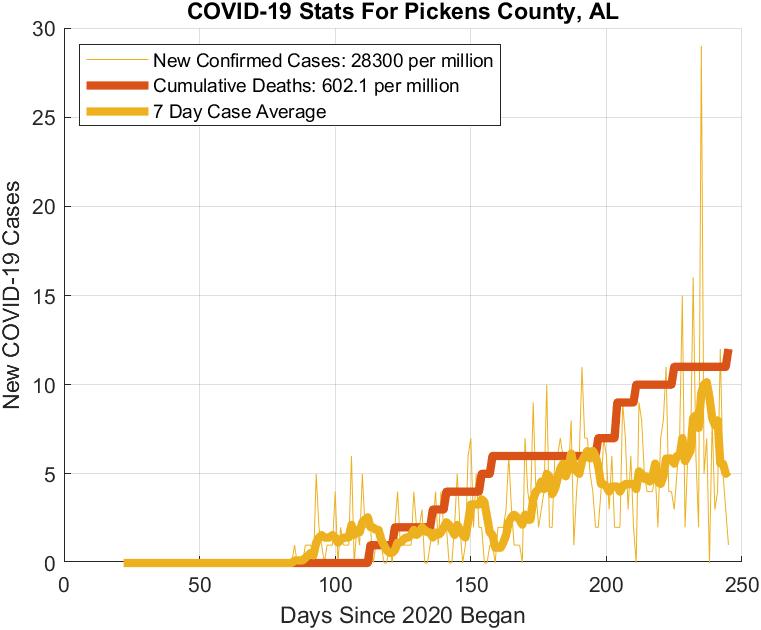 COVID-19 Stats For Pickens County, AL
New Confirmed Cases: 28300 per million
Cumulative Deaths: 602.1 per million
7 Day Case Average
New COVID-19 Cases
30
25
20
15
10
5
0
0 50 100 150 200 250
Days Since 2020 Began